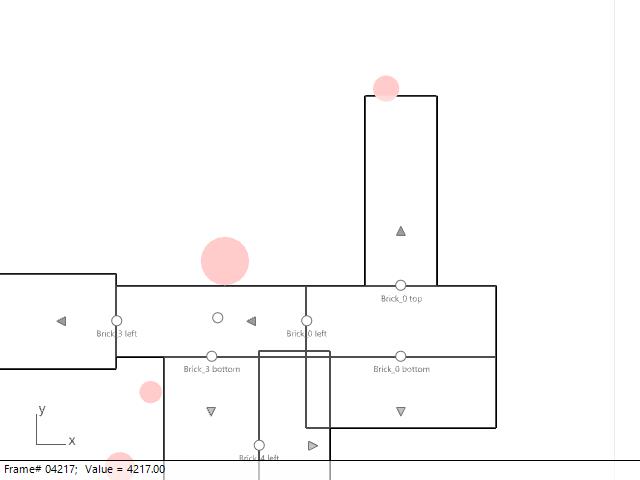 Brick_0 top
Brick_3 left
Brick_0 left
Brick_3 bottom
Brick_0 bottom
y
x
Brick_4 left
Frame# 04217; Value = 4217.00